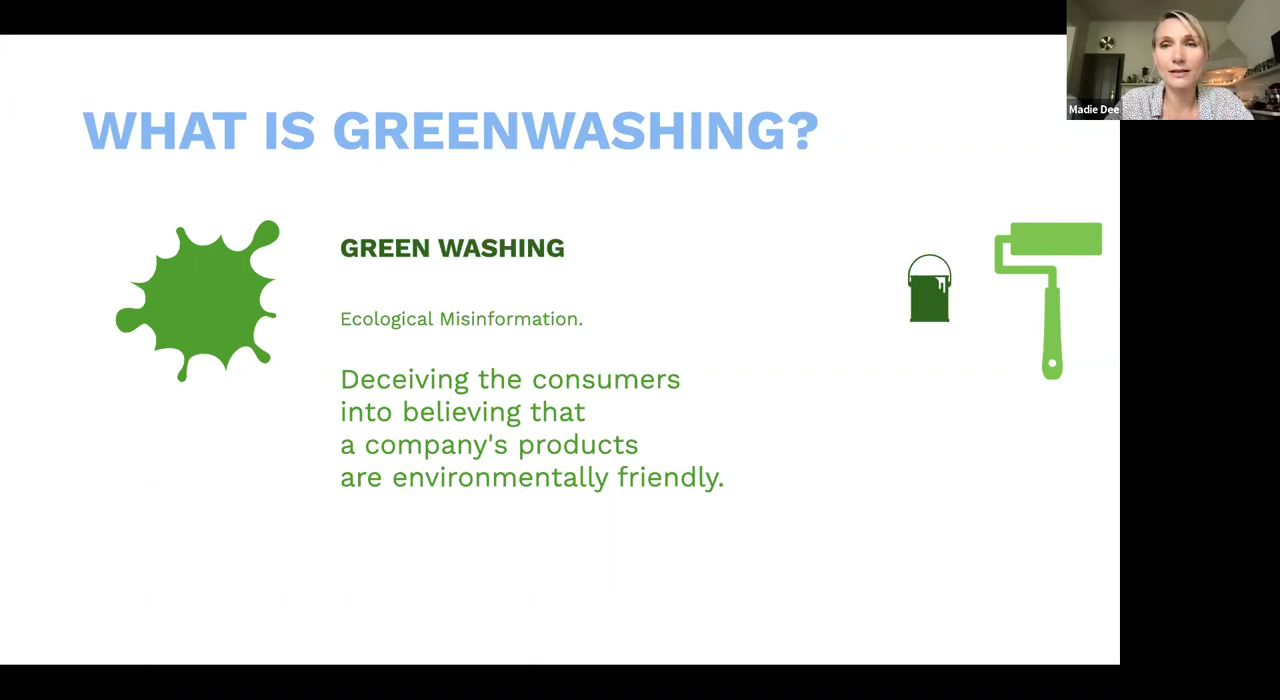 WHAT IS GREENWASHING?
Madie Dee
GREEN WASHING
Ecological Misinformation.
Deceiving the consumers
into believing that
a company's products
are environmentally friendly.